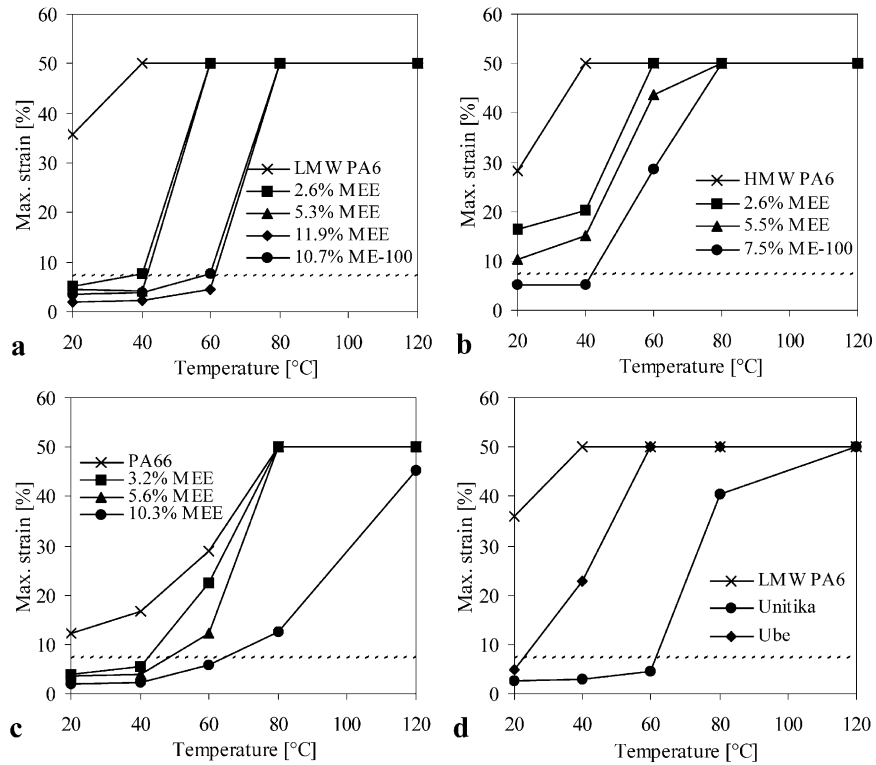 60
50
40
30
20
10
0
Max. strain [%]
LMW PA6
2.6% MEE
5.3% MEE
11.9% MEE
10.7% ME-100
20 40 60 80 100 120
Temperature [°C]
a
60
50
40
30
20
10
0
Max. strain [%]
HMW PA6
2.6% MEE
5.5% MEE
7.5% ME-100
20 40 60 80 100 120
Temperature [°C]
b
60
50
40
30
20
10
0
Max. strain [%]
PA66
3.2% MEE
5.6% MEE
10.3% MEE
20 40 60 80 100 120
Temperature [°C]
c
60
50
40
30
20
10
0
Max. strain [%]
LMW PA6
Unitika
Ube
20 40 60 80 100 120
Temperature [°C]
d